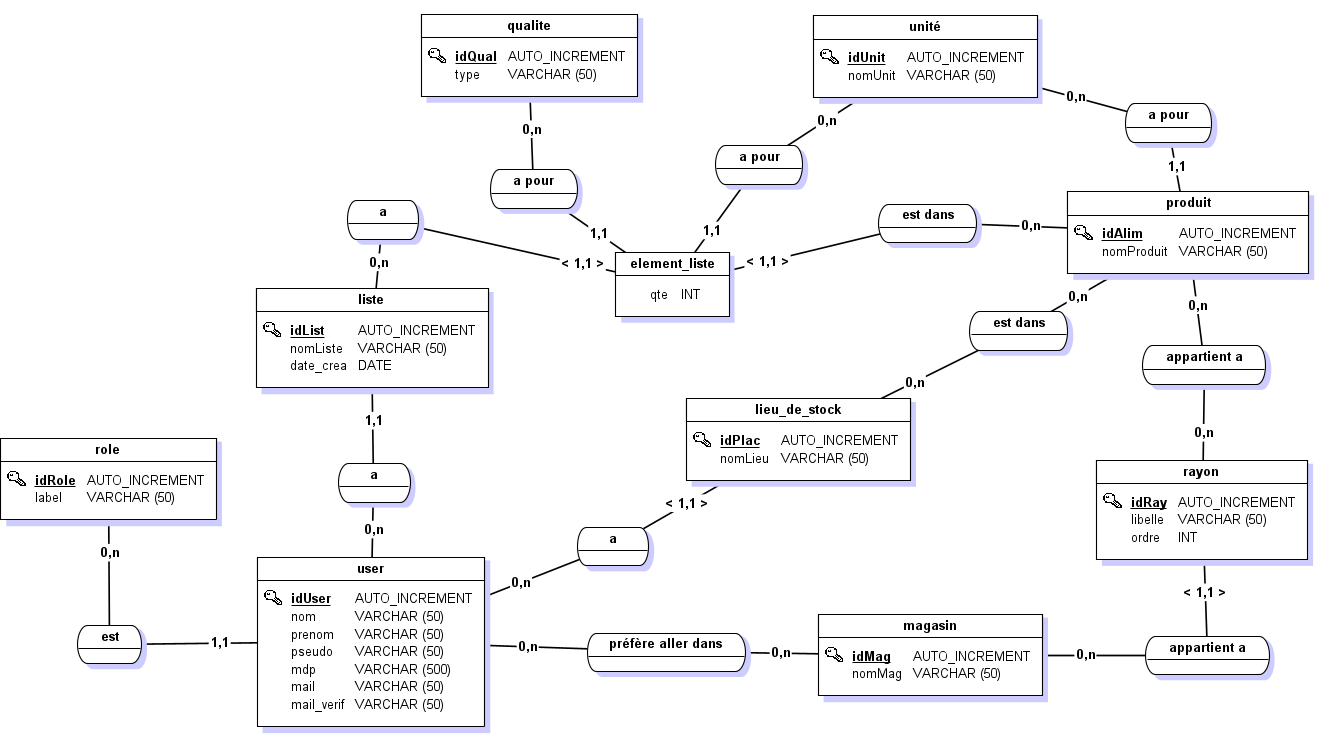 qualite
idQual AUTO_INCREMENT
type VARCHAR (50)
unité
idUnit AUTO_INCREMENT
nomUnit VARCHAR (50)
0,n
a pour
0,n
0,n
a pour
a pour
1,1
a
1,1
1,1
est dans
0,n
produit
idAlim AUTO_INCREMENT
nomProduit VARCHAR (50)
0,n
< 1,1 >
element_liste
qte INT
< 1,1 >
liste
idList AUTO_INCREMENT
nomListe VARCHAR (50)
date_crea DATE
0,n
est dans
0,n
appartient a
0,n
0,n
1,1
lieu_de_stock
idPlac AUTO_INCREMENT
nomLieu VARCHAR (50)
role
idRole AUTO_INCREMENT
label VARCHAR (50)
a
rayon
idRay AUTO_INCREMENT
libelle VARCHAR (50)
ordre INT
< 1,1 >
0,n
a
0,n
0,n
user
idUser AUTO_INCREMENT
nom VARCHAR (50)
prenom VARCHAR (50)
pseudo VARCHAR (50)
mdp VARCHAR (500)
mail VARCHAR (50)
mail_verif VARCHAR (50)
< 1,1 >
est
1,1
0,n
préfère aller dans
0,n
magasin
idMag AUTO_INCREMENT
nomMag VARCHAR (50)
0,n
appartient a